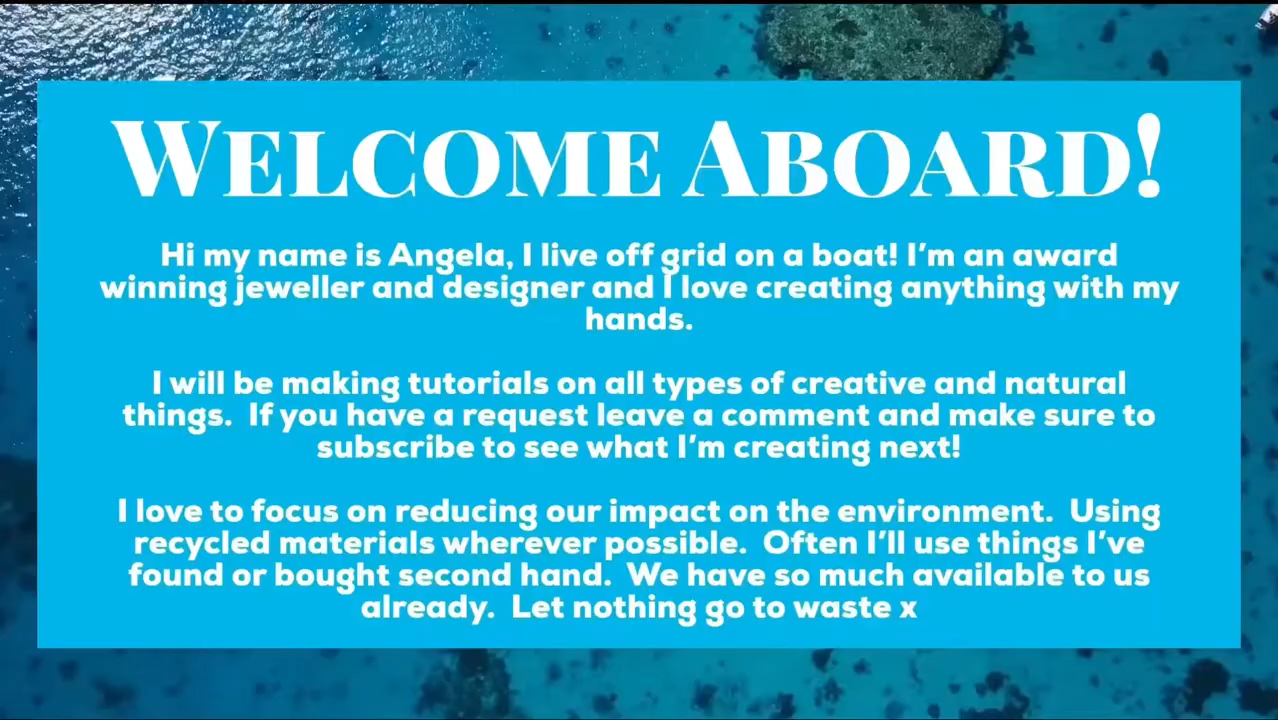 WELCOME ABOARD!
Hi my name is Angela, I live off grid on a boat! I'm an award
winning jeweller and designer and I love creating anything with my
hands.
I will be making tutorials on all types of creative and natural
things.  If you have a request leave a comment and make sure to
subscribe to see what I'm creating next!
I love to focus on reducing our impact on the environment.  Using
recycled materials wherever possible.  Often I'll use things I've
found or bought second hand.  We have so much available to us
already.  Let nothing go to waste x